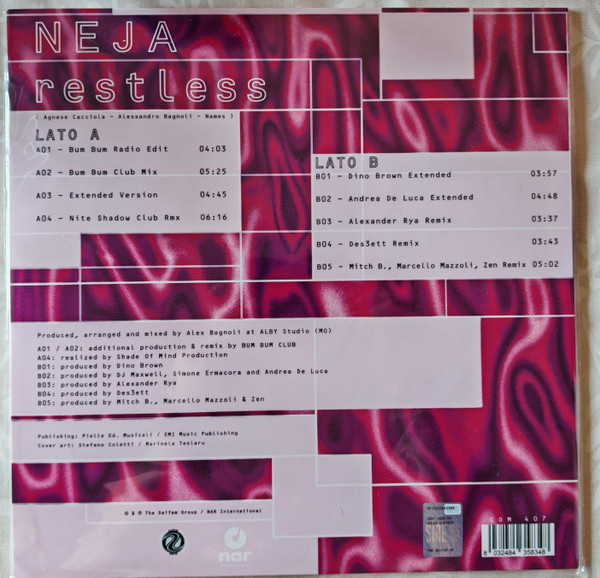 NEJA
restless
( Agnese Cacciola - Alessandro Bagnoli - Names )
LATO A
A01 - Bum Bum Radio Edit 04:03
A02 - Bum Bum Club Mix 05:25
A03 - Extended Version 04:45
A04 - Nite Shadow Club Rmx 06:16
LATO B
B01 - Dino Brown Extended 03:57
B02 - Andrea De Luca Extended 04:48
B03 - Alexander Rya Remix 03:37
B04 - Des3ett Remix 03:43
B05 - Mitch B., Marcello Mazzoli, Zen Remix 05:02
Produced, arranged and mixed by Alex Bagnoli at ALBY Studio (MO)
A01 / A02: additional production & remix by BUM BUM CLUB
A04: realized by Shade Of Mind Production
B01: produced by Dino Brown
B02: produced by DJ Maxwell, Simone Ermacora and Andrea De Luca
B03: produced by Alexander Rya
B04: produced by Des3ett
B05: produced by Mitch B., Marcello Mazzoli & Zen
Publishing: Pielle Ed. Musicali / EMI Music Publishing
Cover art: Stefano Coletti / Marinela Teslaru
© & ℗ The Saifam Group / NAR International
nar
COM 407
8 032484 358348